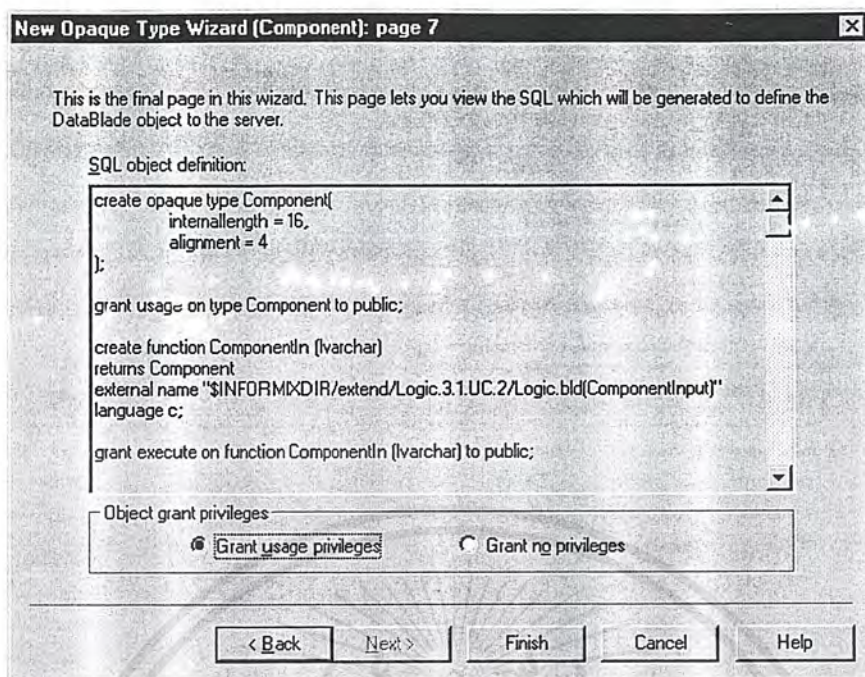 New Opaque Type Wizard (Component): page 7
This is the final page in this wizard. This page lets you view the SQL which will be generated to define the
DataBlade object to the server.
SQL object definition:
create opaque type Component(
internallength = 16,
alignment = 4
);
grant usage on type Component to public;
create function ComponentIn (lvarchar)
returns Component
external name "$INFORMIXDIR/extend/Logic.3.1.UC.2/Logic.bld(ComponentInput)"
language c;
grant execute on function ComponentIn (lvarchar) to public;
Object grant privileges
Grant usage privileges
Grant no privileges
< Back
Next >
Finish
Cancel
Help